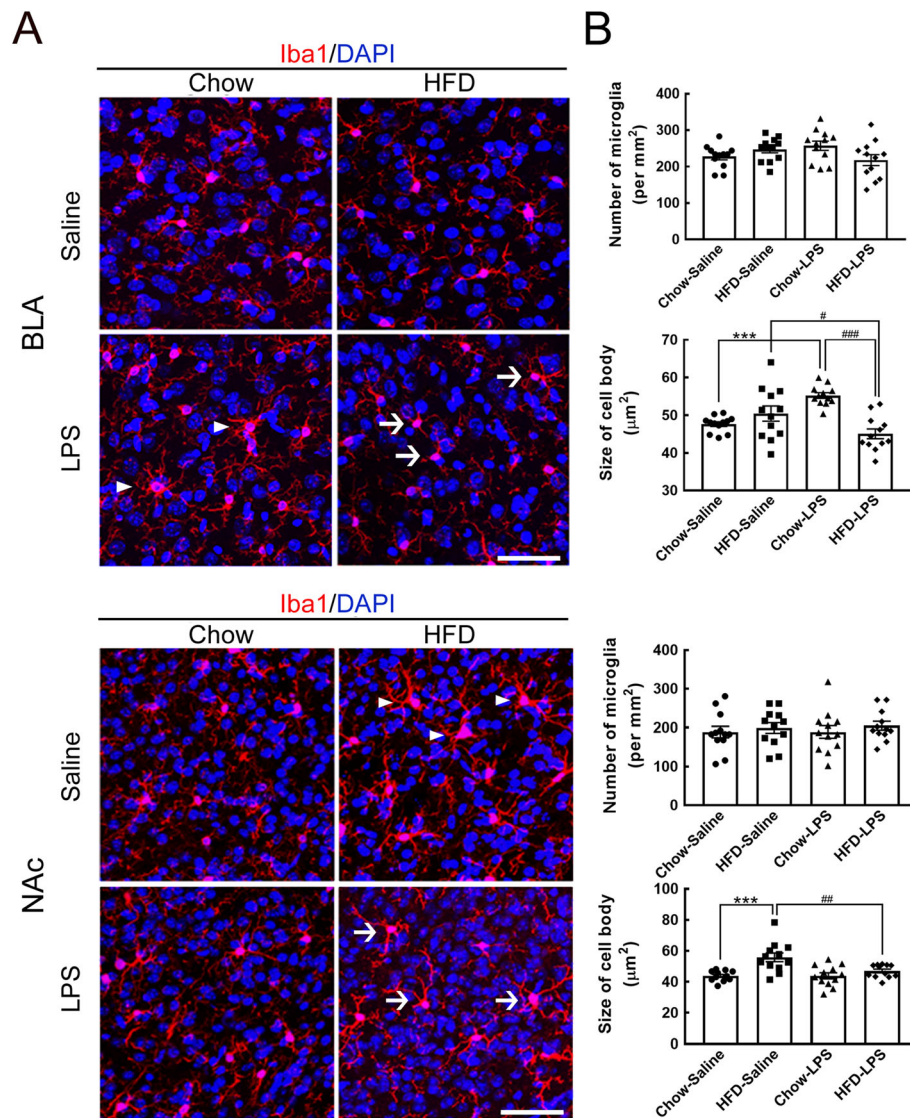 A
B
Iba1/DAPI
Chow
HFD
BLA
Saline
LPS
Number of microglia
(per mm²)
400
300
200
100
0
Chow-Saline
HFD-Saline
Chow-LPS
HFD-LPS
Size of cell body
(μm²)
70
60
50
40
30
***
#
###
Chow-Saline
HFD-Saline
Chow-LPS
HFD-LPS
Iba1/DAPI
Chow
HFD
NAc
Saline
LPS
Number of microglia
(per mm²)
400
300
200
100
0
Chow-Saline
HFD-Saline
Chow-LPS
HFD-LPS
Size of cell body
(μm²)
100
80
60
40
20
0
***
##
Chow-Saline
HFD-Saline
Chow-LPS
HFD-LPS